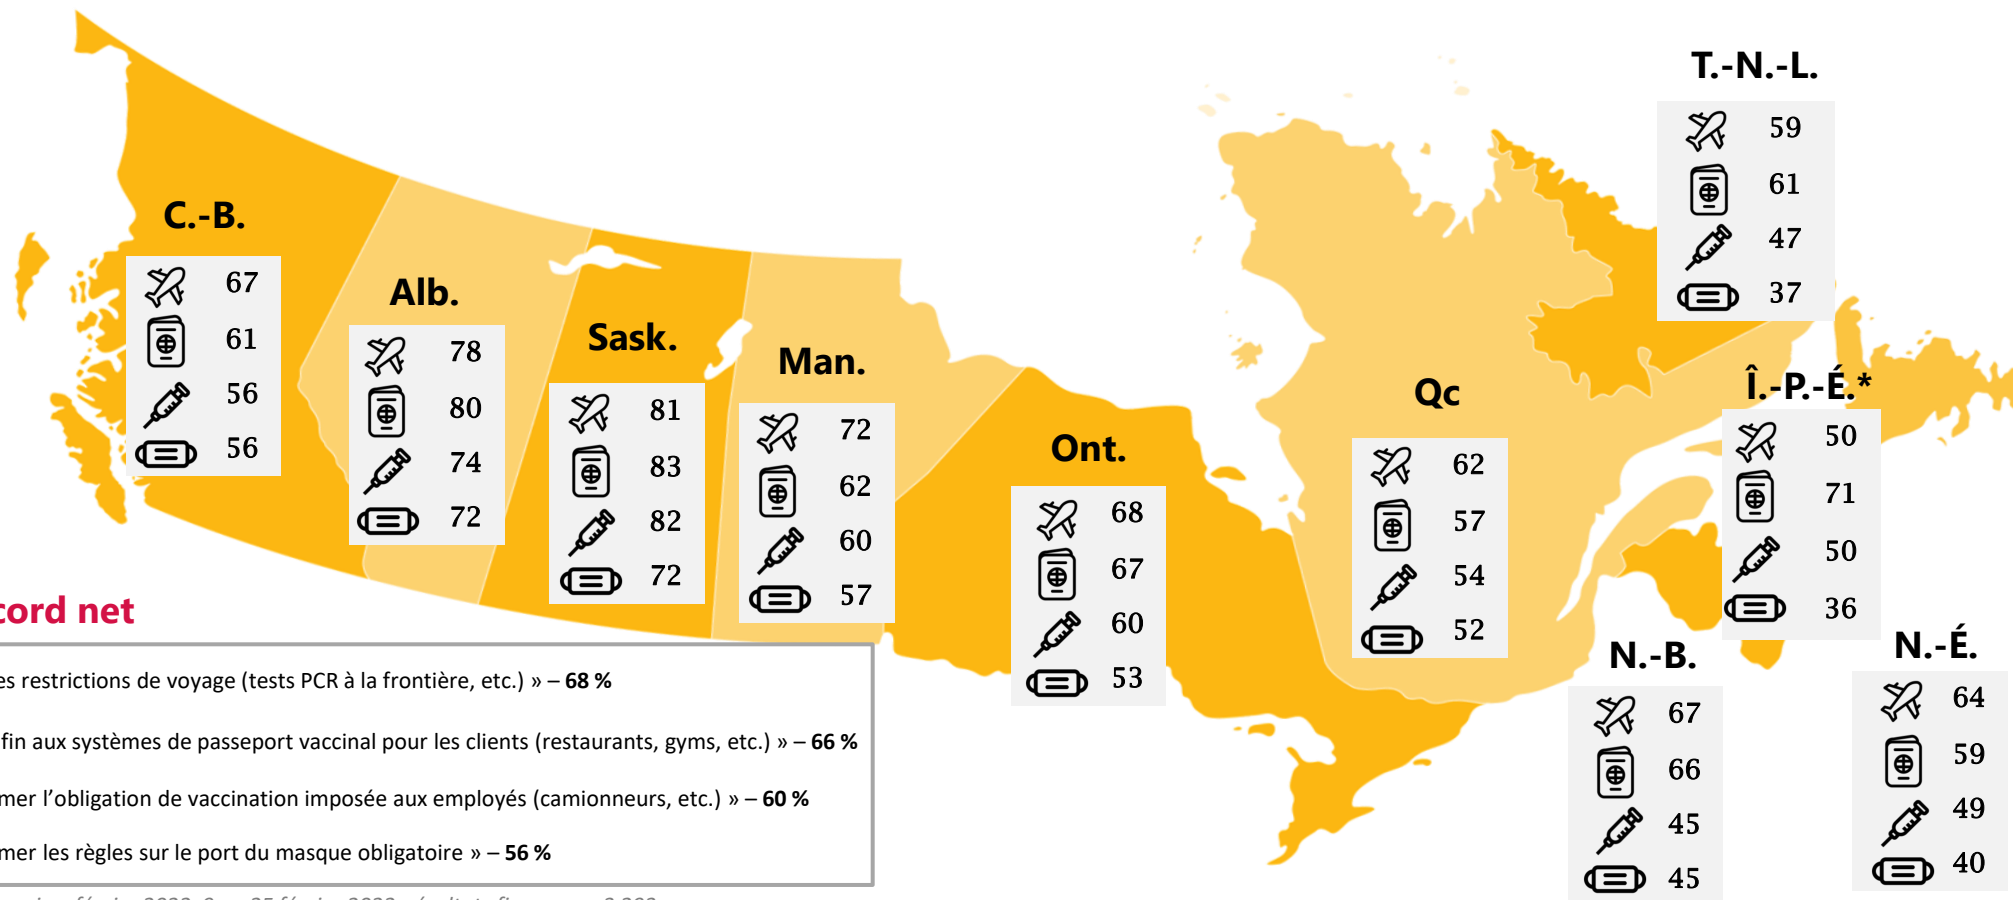 T.-N.-L.
59
61
47
37
C.-B.
67
61
56
56
Alb.
78
80
74
72
Sask.
81
83
82
72
Man.
72
62
60
57
Ont.
68
67
60
53
Qc
62
57
54
52
Î.-P.-É.*
50
71
50
36
N.-B.
67
66
45
45
N.-É.
64
59
49
40
cord net
es restrictions de voyage (tests PCR à la frontière, etc.) » – 68 %
fin aux systèmes de passeport vaccinal pour les clients (restaurants, gyms, etc.) » – 66 %
mer l’obligation de vaccination imposée aux employés (camionneurs, etc.) » – 60 %
mer les règles sur le port du masque obligatoire » – 56 %